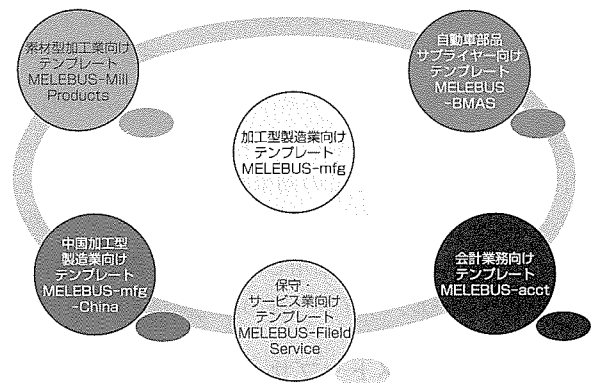 素材型加工業向け
テンプレート
MELEBUS-Mill
Products
自動車部品
サプライヤー向け
テンプレート
MELEBUS
-BMAS
加工型製造業向け
テンプレート
MELEBUS-mfg
中国加工型
製造業向け
テンプレート
MELEBUS-mfg
-China
保守・
サービス業向け
テンプレート
MELEBUS-Fileld
Service
会計業務向け
テンプレート
MELEBUS-acct